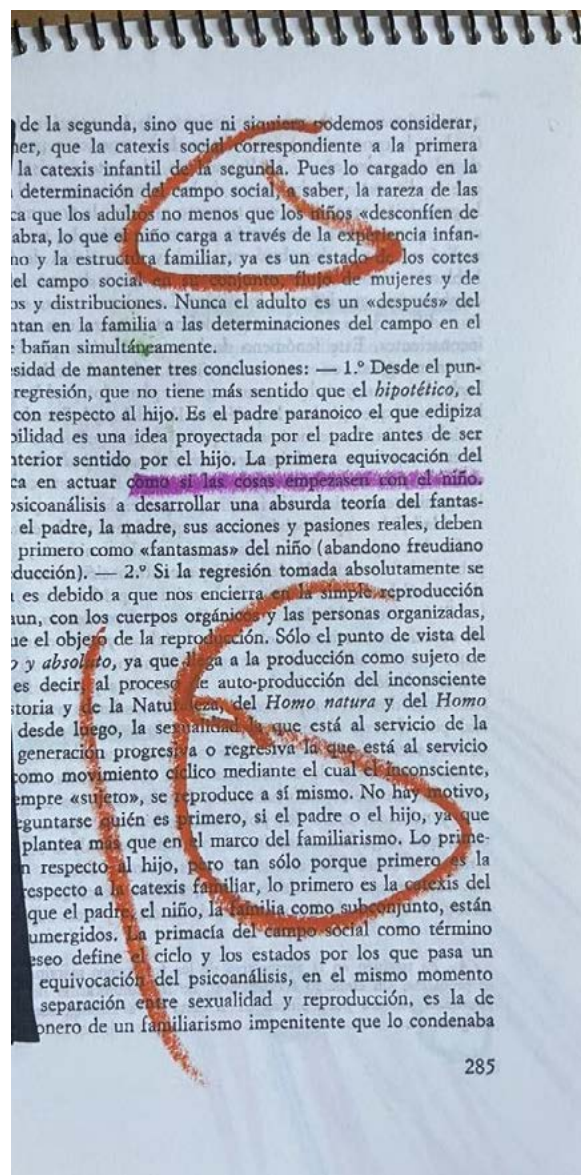 de la segunda, sino que ni siquiera podemos considerar,
ner, que la catexis social correspondiente a la primera
la catexis infantil de la segunda. Pues lo cargado en la
determinación del campo social, a saber, la rareza de las
ca que los adultos no menos que los niños «desconfíen de
abra, lo que el niño carga a través de la experiencia infan-
no y la estructura familiar, ya es un estado de los cortes
el campo social en su conjunto, flujo de mujeres y de
os y distribuciones. Nunca el adulto es un «después» del
ntan en la familia a las determinaciones del campo en el
bañan simultáneamente.
esidad de mantener tres conclusiones: — 1.º Desde el pun-
regresión, que no tiene más sentido que el hipotético, el
con respecto al hijo. Es el padre paranoico el que edipiza
bilidad es una idea proyectada por el padre antes de ser
nterior sentido por el hijo. La primera equivocación del
ca en actuar como si las cosas empezasen con el niño.
osicoanálisis a desarrollar una absurda teoría del fantas-
el padre, la madre, sus acciones y pasiones reales, deben
primero como «fantasmas» del niño (abandono freudiano
ducción). — 2.º Si la regresión tomada absolutamente se
es debido a que nos encierra en la simple reproducción
aun, con los cuerpos orgánicos y las personas organizadas,
ue el objeto de la reproducción. Sólo el punto de vista del
o y absoluto, ya que llega a la producción como sujeto de
es decir, al proceso de auto-producción del inconsciente
storia y de la Naturaleza, del Homo natura y del Homo
desde luego, la sexualidad la que está al servicio de la
generación progresiva o regresiva la que está al servicio
como movimiento cíclico mediante el cual el inconsciente,
empre «sujeto», se reproduce a sí mismo. No hay motivo,
eguntarse quién es primero, si el padre o el hijo, ya que
plantea más que en el marco del familiarismo. Lo prime-
n respecto al hijo, pero tan sólo porque primero es la
respecto a la catexis familiar, lo primero es la catexis del
que el padre, el niño, la familia como subconjunto, están
umergidos. La primacía del campo social como término
eseo define el ciclo y los estados por los que pasa un
equivocación del psicoanálisis, en el mismo momento
separación entre sexualidad y reproducción, es la de
onero de un familiarismo impenitente que lo condenaba
285